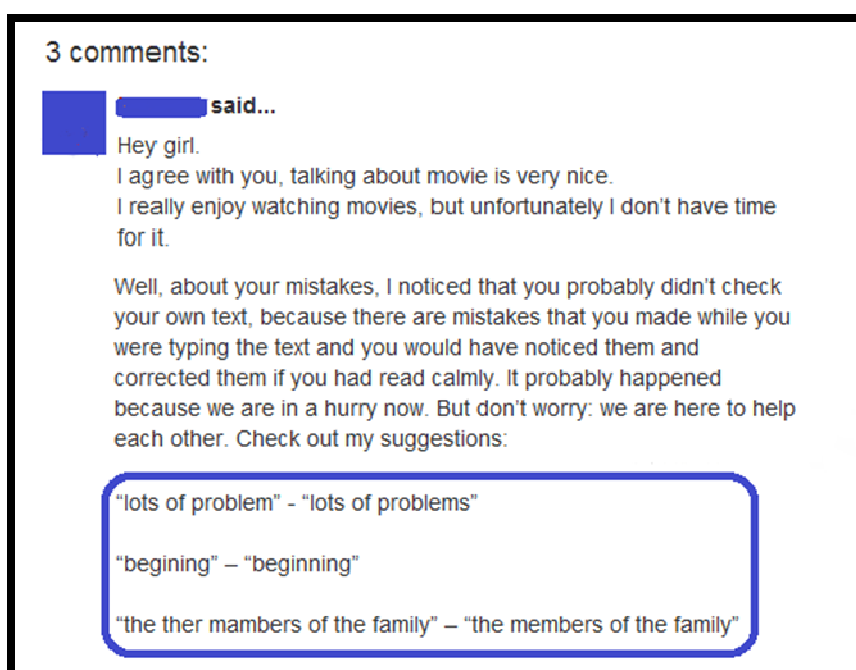 3 comments:
said...
Hey girl.
I agree with you, talking about movie is very nice.
I really enjoy watching movies, but unfortunately I don't have time
for it.
Well, about your mistakes, I noticed that you probably didn't check
your own text, because there are mistakes that you made while you
were typing the text and you would have noticed them and
corrected them if you had read calmly. It probably happened
because we are in a hurry now. But don't worry: we are here to help
each other. Check out my suggestions:
“lots of problem” - “lots of problems”
“begining” – “beginning”
“the ther mambers of the family” – “the members of the family”